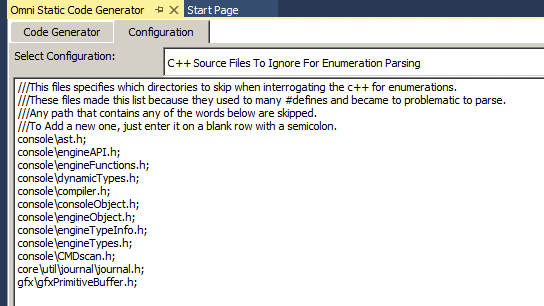 Omni Static Code Generator
Start Page
Code Generator
Configuration
Select Configuration:
C++ Source Files To Ignore For Enumeration Parsing
///This files specifies which directories to skip when interrogating the c++ for enumerations.
///These files made this list because they used to many #defines and became to problematic to parse.
///Any path that contains any of the words below are skipped.
///To Add a new one, just enter it on a blank row with a semicolon.
console\ast.h;
console\engineAPI.h;
console\engineFunctions.h;
console\dynamicTypes.h;
console\compiler.h;
console\consoleObject.h;
console\engineObject.h;
console\engineTypeInfo.h;
console\engineTypes.h;
console\CMDscan.h;
core\util\journal\journal.h;
gfx\gfxPrimitiveBuffer.h;